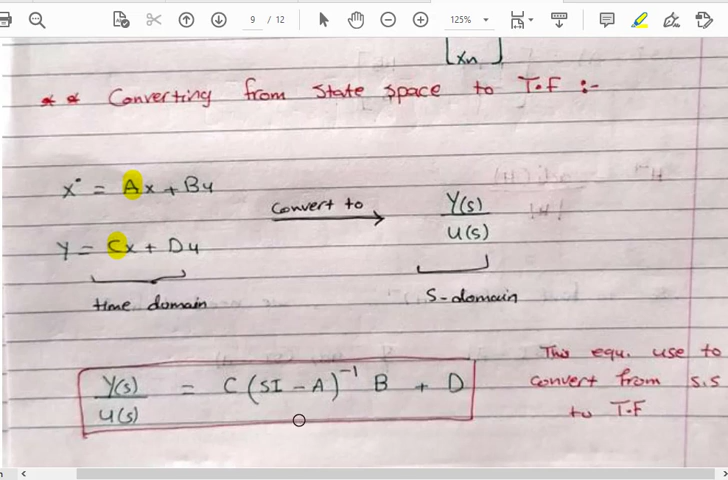 9 / 12
125%
[xn]
** Converting from State space to T.F :-
x• = Ax + Bu
Convert to
Y(s)
u(s)
Y = Cx + Du
time domain
S-domain
This equ. use to
Y(s) = C (SI - A)⁻¹ B + D
u(s)
convert from S.S
to T.F